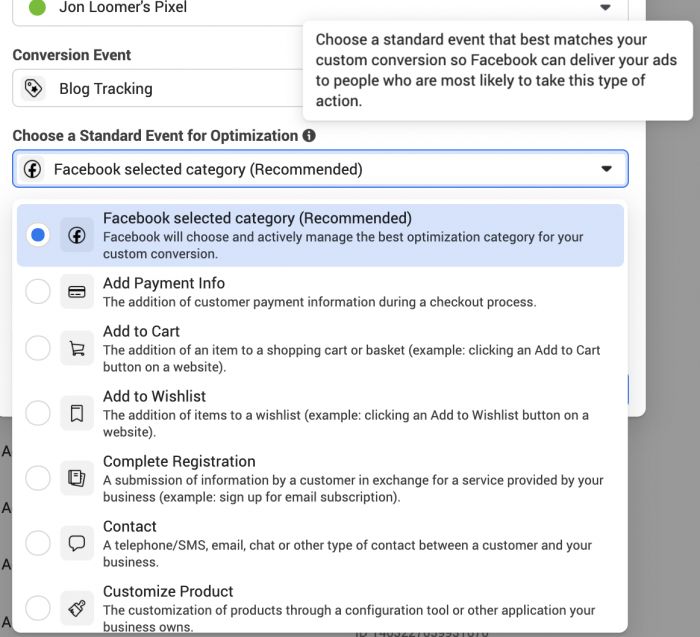 Jon Loomer's Pixel
Choose a standard event that best matches your
custom conversion so Facebook can deliver your ads
to people who are most likely to take this type of
action.
Conversion Event
Blog Tracking
Choose a Standard Event for Optimization
Facebook selected category (Recommended)
Facebook selected category (Recommended)
Facebook will choose and actively manage the best optimization category for your
custom conversion.
Add Payment Info
The addition of customer payment information during a checkout process.
Add to Cart
The addition of an item to a shopping cart or basket (example: clicking an Add to Cart
button on a website).
Add to Wishlist
The addition of items to a wishlist (example: clicking an Add to Wishlist button on a
website).
Complete Registration
A submission of information by a customer in exchange for a service provided by your
business (example: sign up for email subscription).
Contact
A telephone/SMS, email, chat or other type of contact between a customer and your
business.
Customize Product
The customization of products through a configuration tool or other application your
business owns.